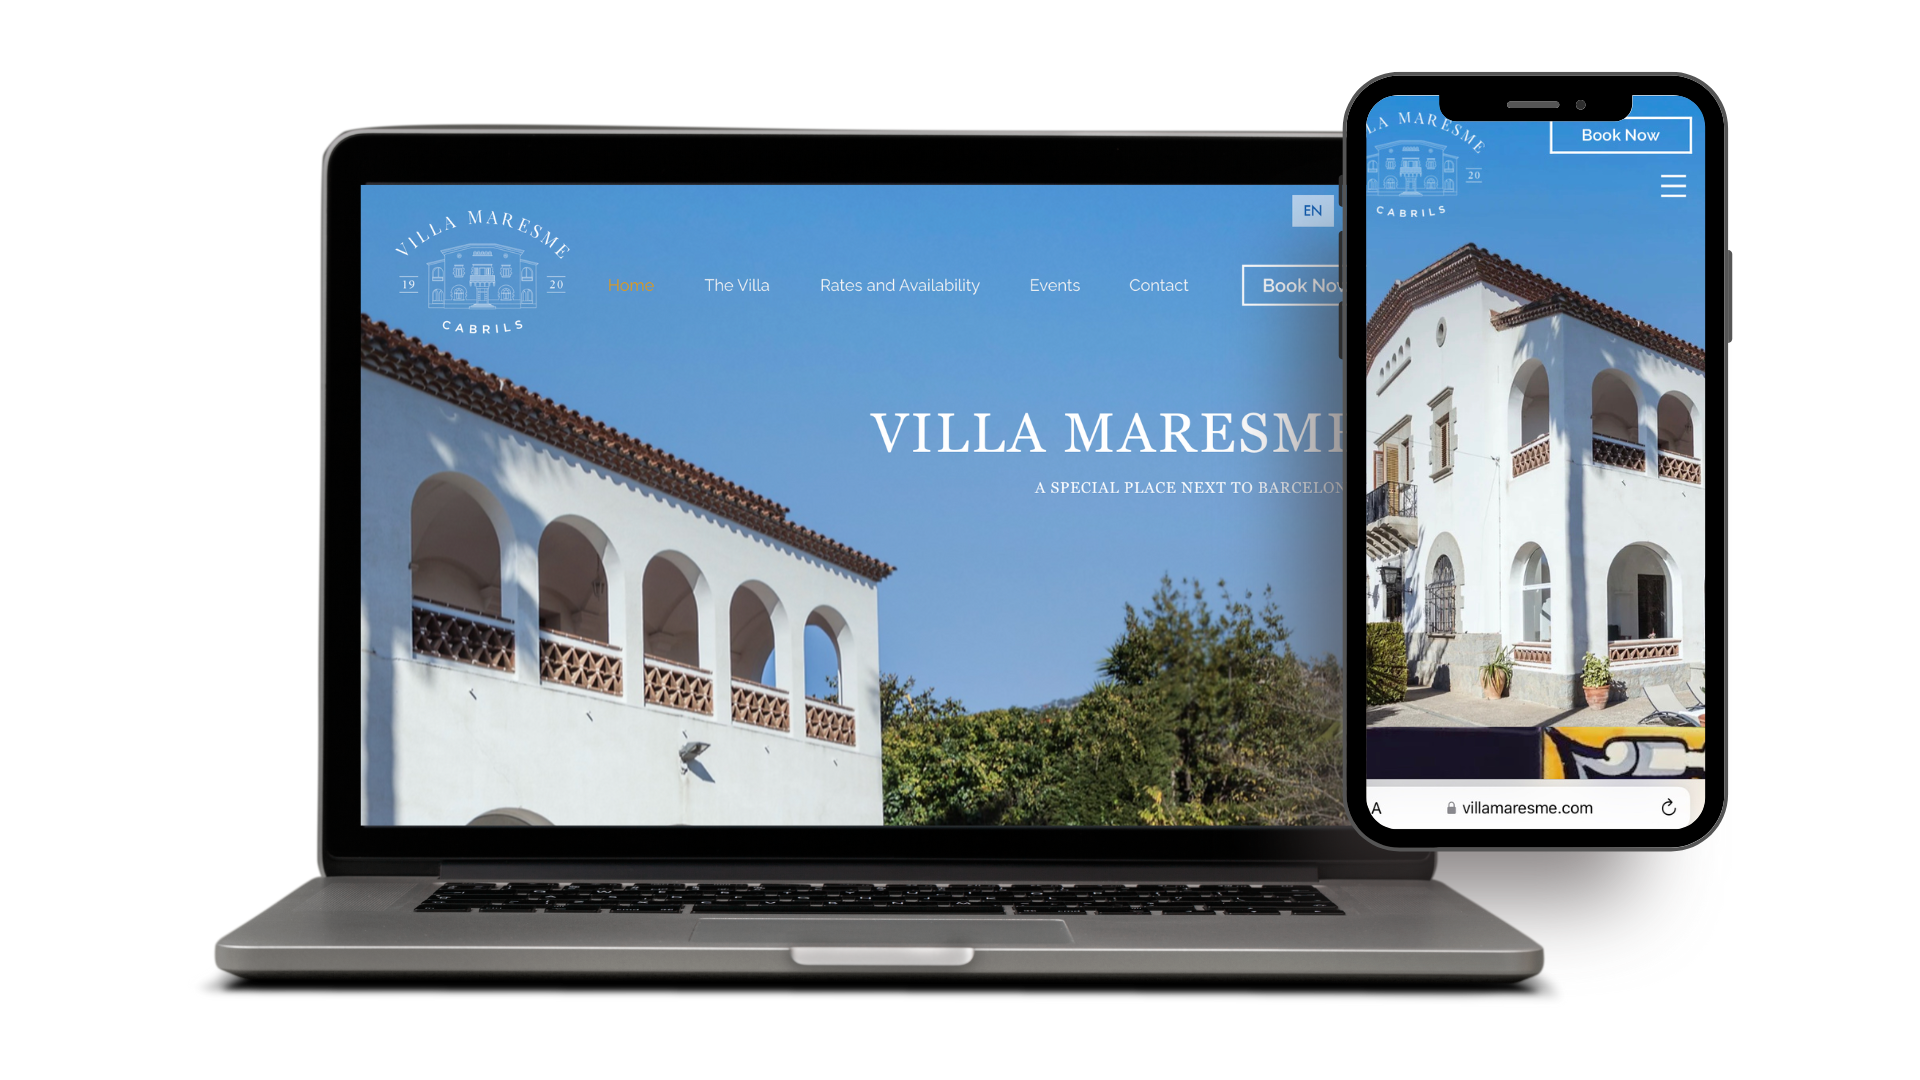 VILLA MARESME
19 20
CABRILS
Home The Villa Rates and Availability Events Contact
EN
Book Nov
VILLA MARESME
A SPECIAL PLACE NEXT TO BARCELON
LA MARESME
20
CABRILS
Book Now
A villamaresme.com